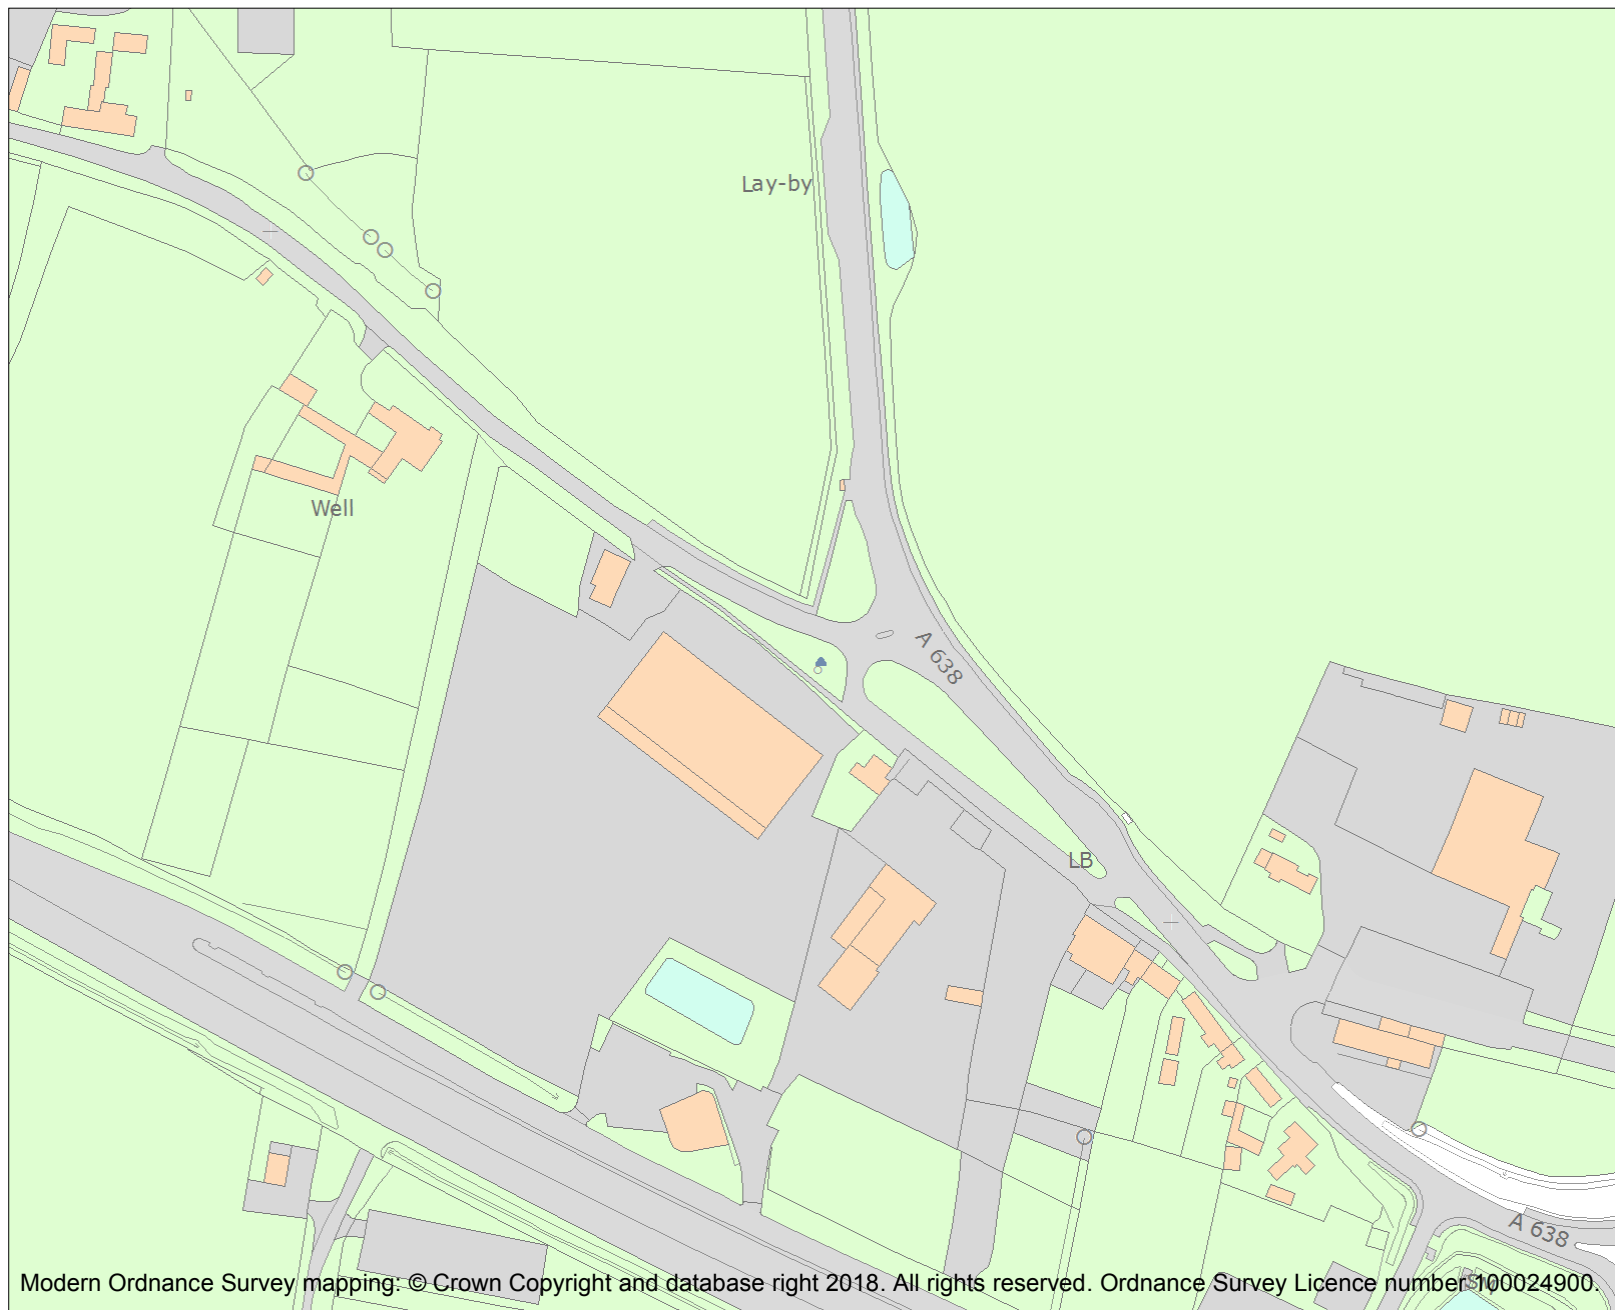 Lay-by
Well
A 638
LB
A 638
Modern Ordnance Survey mapping: © Crown Copyright and database right 2018. All rights reserved. Ordnance Survey Licence number 100024900.